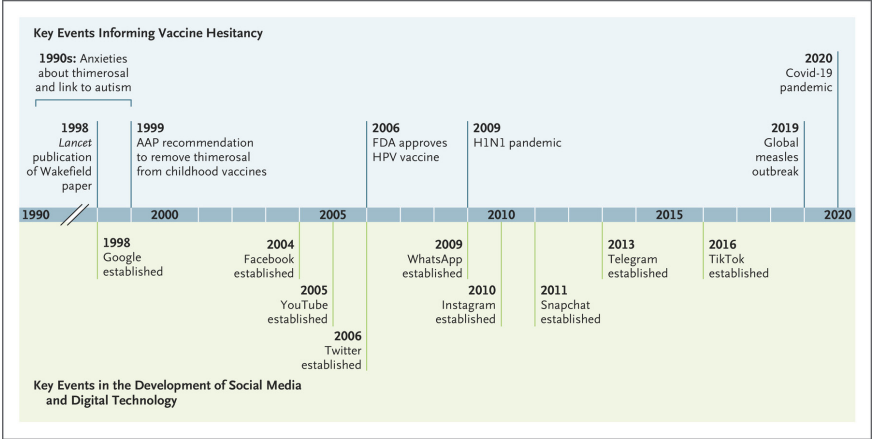 Key Events Informing Vaccine Hesitancy
1990s: Anxieties
about thimerosal
and link to autism
2020
Covid-19
pandemic
1998
Lancet
publication
of Wakefield
paper
1999
AAP recommendation
to remove thimerosal
from childhood vaccines
2006
FDA approves
HPV vaccine
2009
H1N1 pandemic
2019
Global
measles
outbreak
1990 2000 2005 2010 2015 2020
1998
Google
established
2004
Facebook
established
2005
YouTube
established
2006
Twitter
established
2009
WhatsApp
established
2010
Instagram
established
2011
Snapchat
established
2013
Telegram
established
2016
TikTok
established
Key Events in the Development of Social Media
and Digital Technology